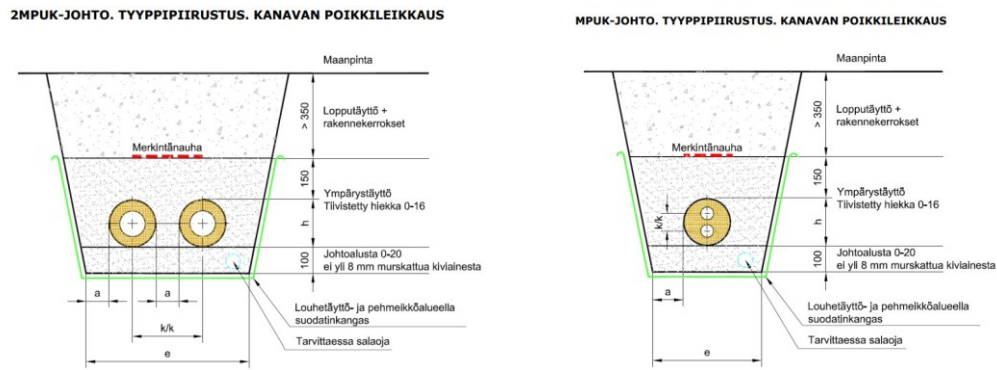 2MPUK-JOHTO. TYYPPIPIIRUSTUS. KANAVAN POIKKILEIKKAUS
Maanpinta
> 350
Lopputäyttö +
rakennekerrokset
Merkintänauha
150
Ympärystäyttö
Tiivistetty hiekka 0-16
h
100
Johtoalusta 0-20
ei yli 8 mm murskattua kiviainesta
a
a
k/k
e
Louhetäyttö- ja pehmeikköalueella
suodatinkangas
Tarvittaessa salaoja
MPUK-JOHTO. TYYPPIPIIRUSTUS. KANAVAN POIKKILEIKKAUS
Maanpinta
> 350
Lopputäyttö +
rakennekerrokset
Merkintänauha
150
Ympärystäyttö
Tiivistetty hiekka 0-16
k/k
h
100
Johtoalusta 0-20
ei yli 8 mm murskattua kiviainesta
a
e
Louhetäyttö- ja pehmeikköalueella
suodatinkangas
Tarvittaessa salaoja